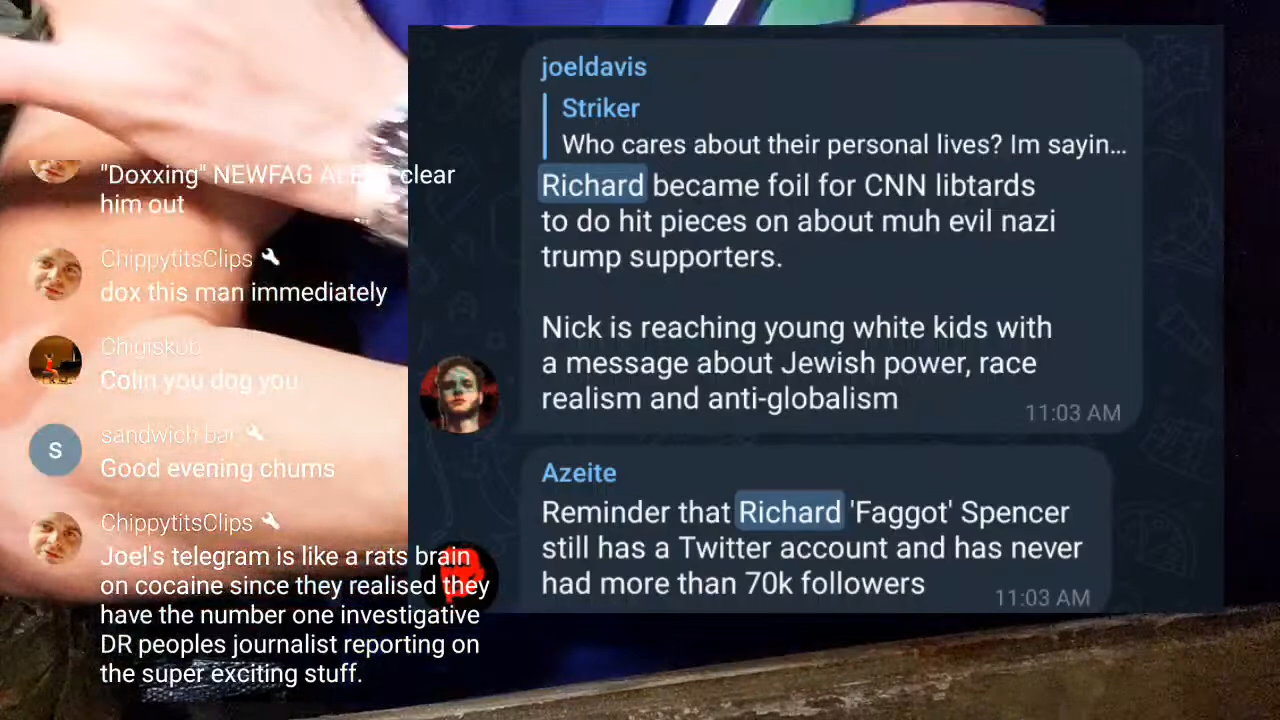 "Doxxing" NEWFAG ALERT clear
him out
ChippytitsClips
dox this man immediately
Chigiskub
Colin you dog you
sandwich bar
Good evening chums
ChippytitsClips
Joel's telegram is like a rats brain
on cocaine since they realised they
have the number one investigative
DR peoples journalist reporting on
the super exciting stuff.
joeldavis
Striker
Who cares about their personal lives? Im sayin...
Richard became foil for CNN libtards
to do hit pieces on about muh evil nazi
trump supporters.
Nick is reaching young white kids with
a message about Jewish power, race
realism and anti-globalism
11:03 AM
Azeite
Reminder that Richard 'Faggot' Spencer
still has a Twitter account and has never
had more than 70k followers
11:03 AM
S